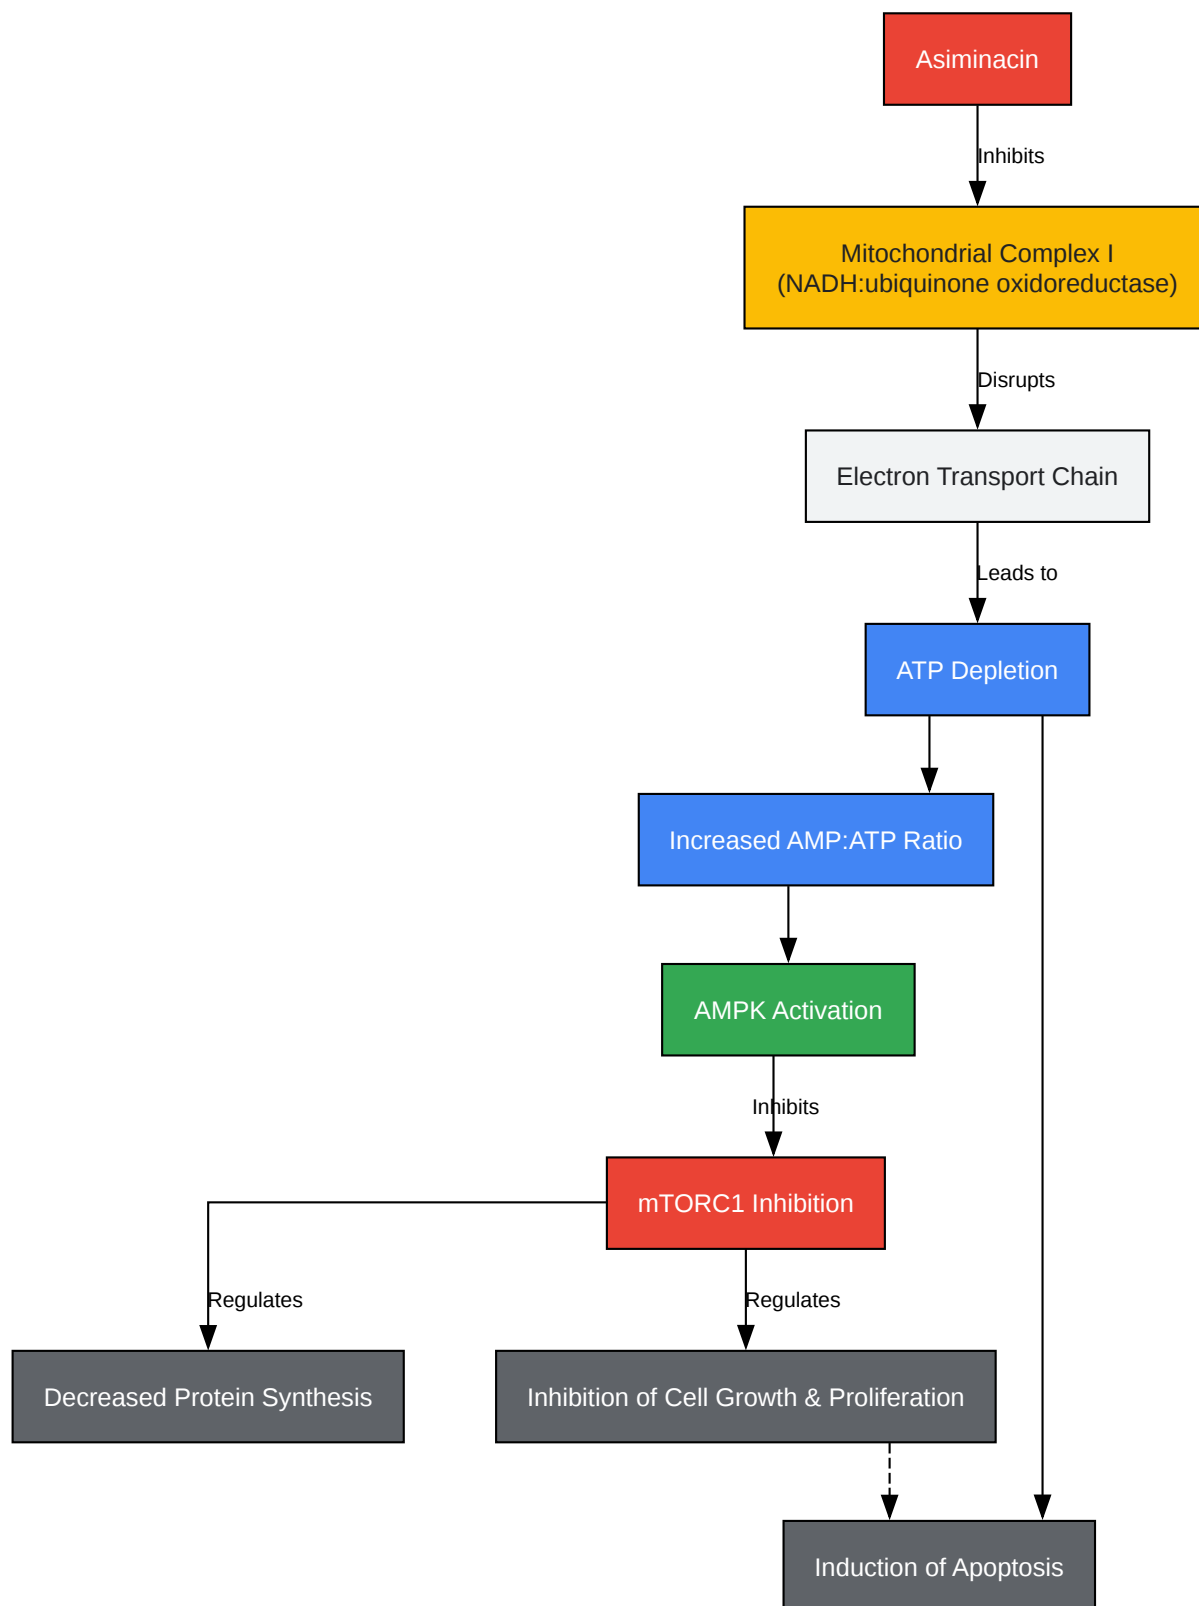 Asiminacin
Inhibits
Mitochondrial Complex I
(NADH:ubiquinone oxidoreductase)
Disrupts
Electron Transport Chain
Leads to
ATP Depletion
Increased AMP:ATP Ratio
AMPK Activation
Inhibits
mTORC1 Inhibition
Regulates
Regulates
Decreased Protein Synthesis
Inhibition of Cell Growth & Proliferation
Induction of Apoptosis